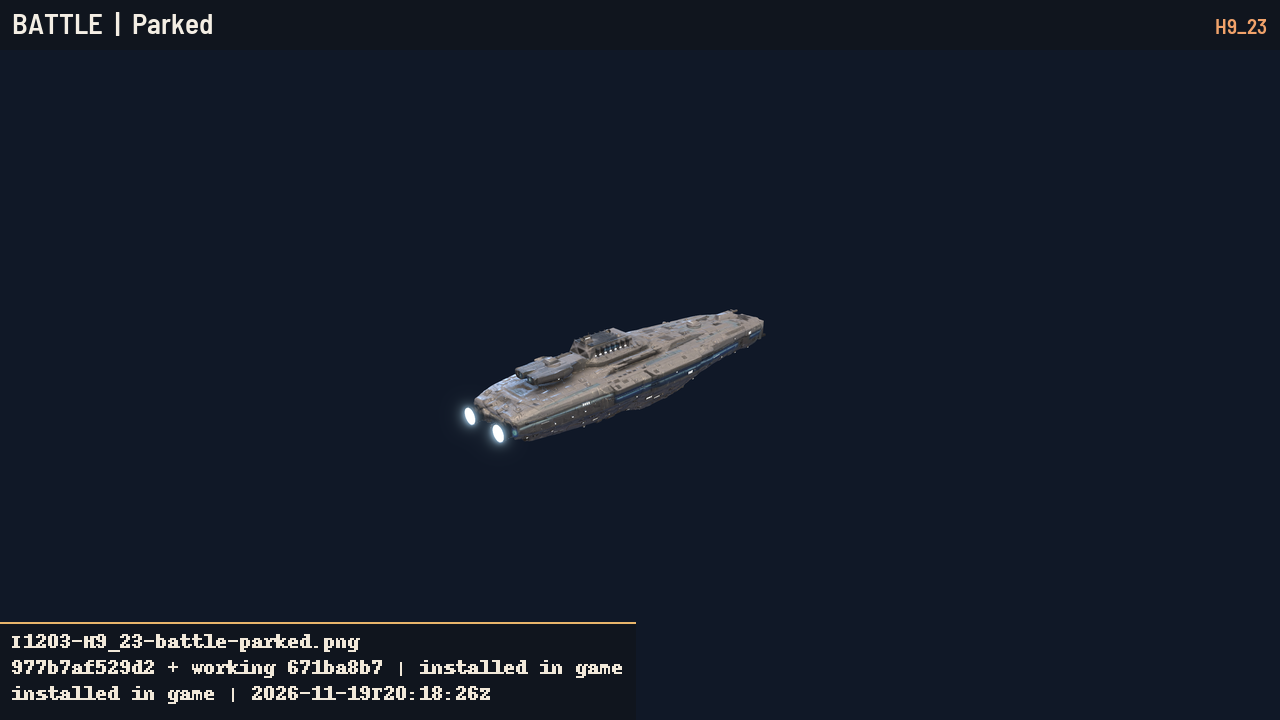 BATTLE | Parked
H9_23
I1203-H9_23-battle-parked.png
977b7af529d2 + working 671ba8b7 | installed in game
installed in game | 2026-11-19T20:18:26Z